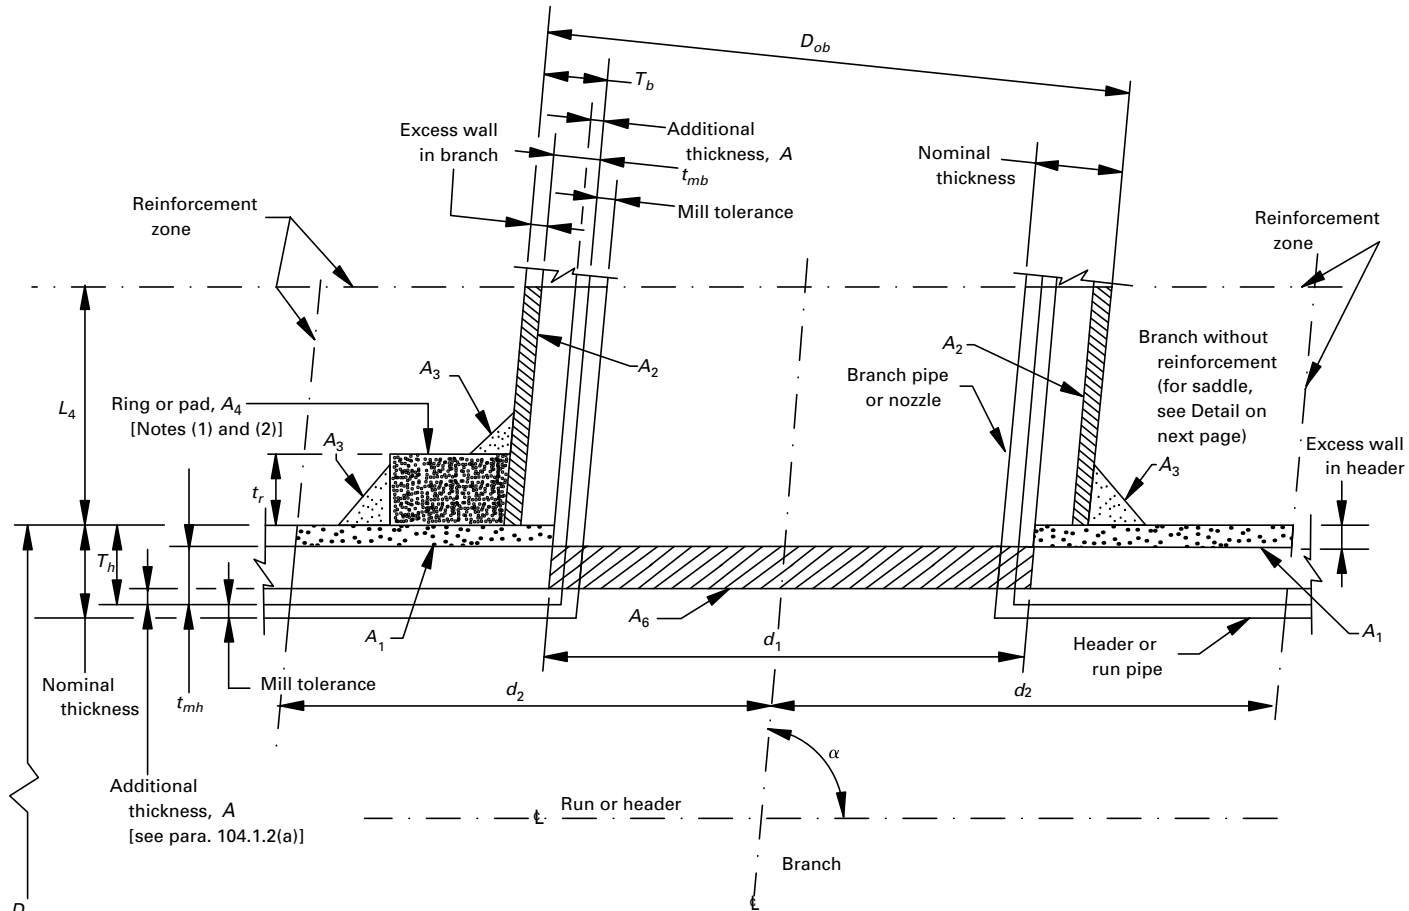 D_ob
T_b
Additional
thickness, A
Excess wall
in branch
t_mb
Nominal
thickness
Mill tolerance
Reinforcement
zone
Reinforcement
zone
A_3
A_2
A_2
Branch pipe
or nozzle
Branch without
reinforcement
(for saddle,
see Detail on
next page)
L_4
Ring or pad, A_4
[Notes (1) and (2)]
A_3
A_3
Excess wall
in header
t_r
T_h
A_1
A_6
d_1
Header or
run pipe
A_1
Nominal
thickness
t_mh
Mill tolerance
d_2
d2
α
Additional
thickness, A
[see para. 104.1.2(a)]
℄
Run or header
Branch
℄